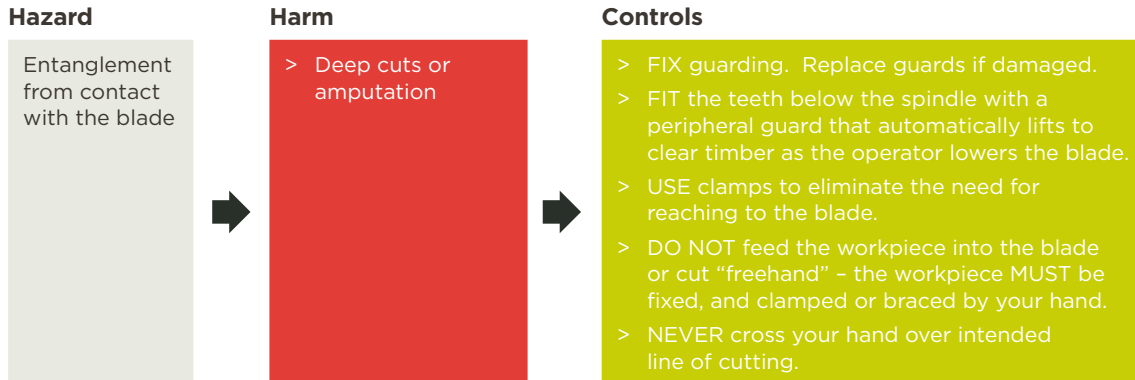 Hazard
Harm
Controls
Entanglement
from contact
with the blade
> Deep cuts or
amputation
> FIX guarding.  Replace guards if damaged.
> FIT the teeth below the spindle with a
peripheral guard that automatically lifts to
clear timber as the operator lowers the blade.
> USE clamps to eliminate the need for
reaching to the blade.
> DO NOT feed the workpiece into the blade
or cut “freehand” – the workpiece MUST be
fixed, and clamped or braced by your hand.
> NEVER cross your hand over intended
line of cutting.